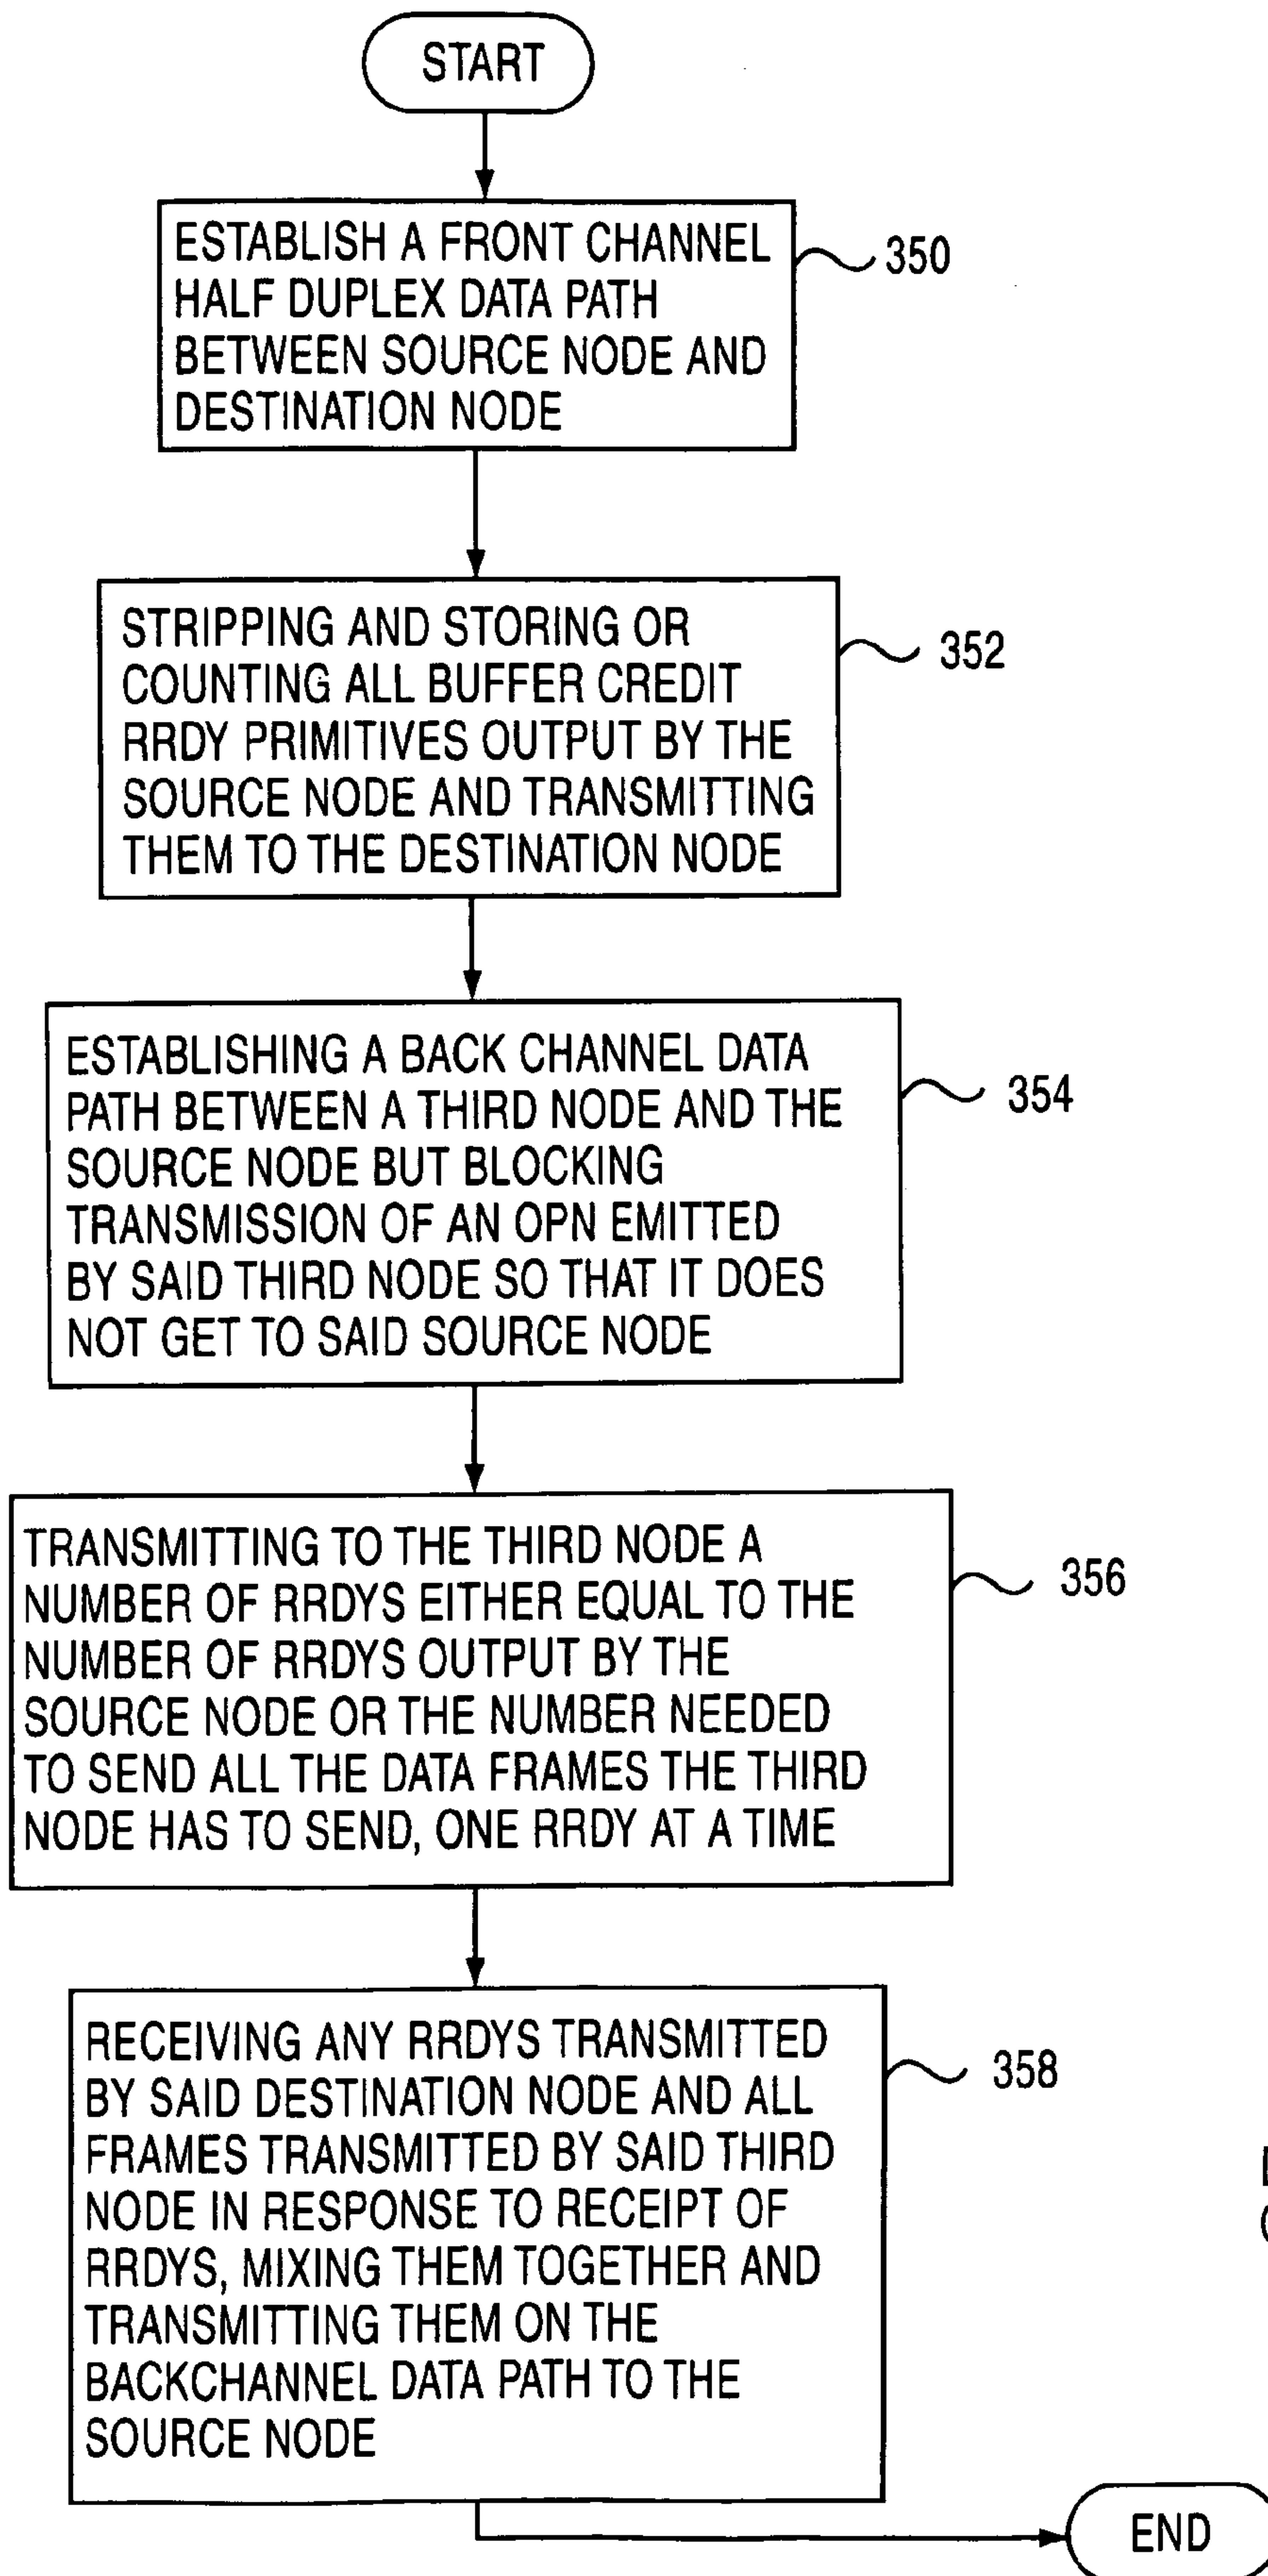 START
ESTABLISH A FRONT CHANNEL
HALF DUPLEX DATA PATH
BETWEEN SOURCE NODE AND
DESTINATION NODE
350
STRIPPING AND STORING OR
COUNTING ALL BUFFER CREDIT
RRDY PRIMITIVES OUTPUT BY THE
SOURCE NODE AND TRANSMITTING
THEM TO THE DESTINATION NODE
352
ESTABLISHING A BACK CHANNEL DATA
PATH BETWEEN A THIRD NODE AND THE
SOURCE NODE BUT BLOCKING
TRANSMISSION OF AN OPN EMITTED
BY SAID THIRD NODE SO THAT IT DOES
NOT GET TO SAID SOURCE NODE
354
TRANSMITTING TO THE THIRD NODE A
NUMBER OF RRDYS EITHER EQUAL TO THE
NUMBER OF RRDYS OUTPUT BY THE
SOURCE NODE OR THE NUMBER NEEDED
TO SEND ALL THE DATA FRAMES THE THIRD
NODE HAS TO SEND, ONE RRDY AT A TIME
356
RECEIVING ANY RRDYS TRANSMITTED
BY SAID DESTINATION NODE AND ALL
FRAMES TRANSMITTED BY SAID THIRD
NODE IN RESPONSE TO RECEIPT OF
RRDYS, MIXING THEM TOGETHER AND
TRANSMITTING THEM ON THE
BACKCHANNEL DATA PATH TO THE
SOURCE NODE
358
END